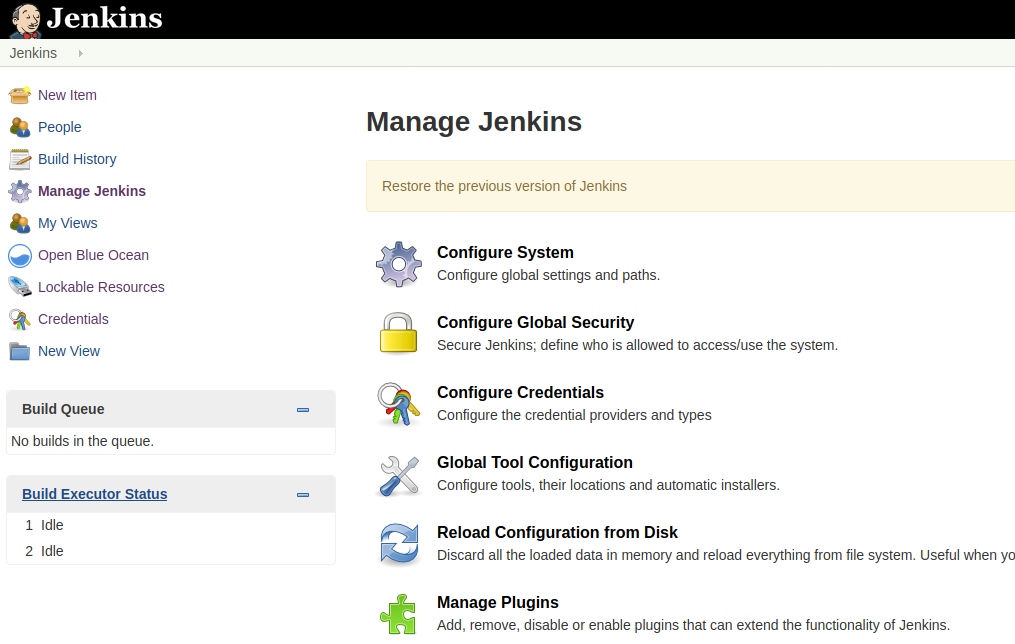 Jenkins
Jenkins
New Item
People
Build History
Manage Jenkins
My Views
Open Blue Ocean
Lockable Resources
Credentials
New View
Build Queue
No builds in the queue.
Build Executor Status
1 Idle
2 Idle
Manage Jenkins
Restore the previous version of Jenkins
Configure System
Configure global settings and paths.
Configure Global Security
Secure Jenkins; define who is allowed to access/use the system.
Configure Credentials
Configure the credential providers and types
Global Tool Configuration
Configure tools, their locations and automatic installers.
Reload Configuration from Disk
Discard all the loaded data in memory and reload everything from file system. Useful when yo
Manage Plugins
Add, remove, disable or enable plugins that can extend the functionality of Jenkins.